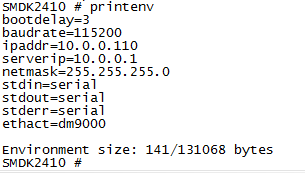 SMDK2410 # printenv
bootdelay=3
baudrate=115200
ipaddr=10.0.0.110
serverip=10.0.0.1
netmask=255.255.255.0
stdin=serial
stdout=serial
stderr=serial
ethact=dm9000

Environment size: 141/131068 bytes
SMDK2410 #